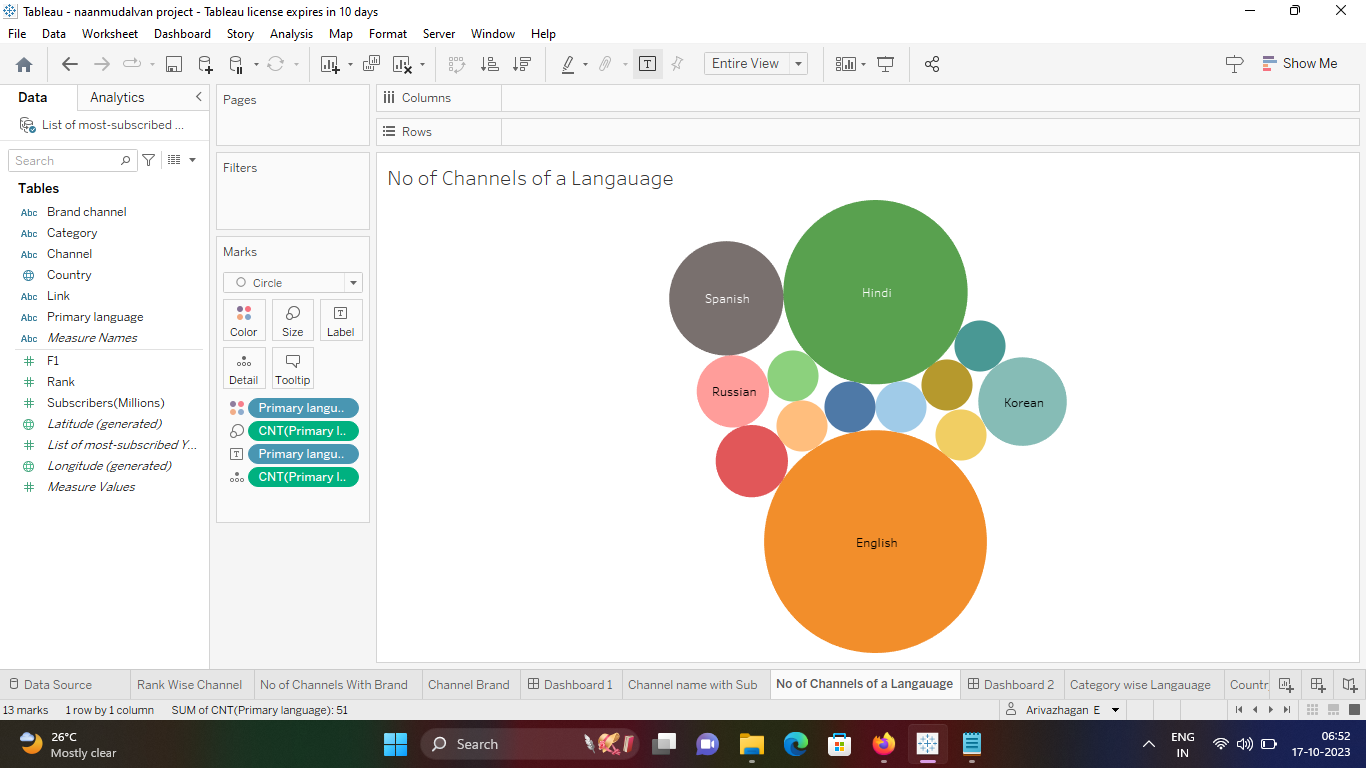 Tableau - naanmudalvan project - Tableau license expires in 10 days
File Data Worksheet Dashboard Story Analysis Map Format Server Window Help
Entire View
Show Me
Data Analytics
List of most-subscribed ...
Search
Tables
Abc Brand channel
Abc Category
Abc Channel
Country
Abc Link
Abc Primary language
Abc Measure Names
F1
Rank
Subscribers(Millions)
Latitude (generated)
List of most-subscribed Y...
Longitude (generated)
Measure Values
Pages
Filters
Marks
Circle
Color Size Label
Detail Tooltip
Primary langu..
CNT(Primary l..
Primary langu..
CNT(Primary l..
Columns
Rows
No of Channels of a Langauage
Spanish
Hindi
Russian
Korean
English
Data Source Rank Wise Channel No of Channels With Brand Channel Brand Dashboard 1 Channel name with Sub No of Channels of a Langauage Dashboard 2 Category wise Langauage Countr
13 marks 1 row by 1 column SUM of CNT(Primary language): 51 Arivazhagan E
26°C
Mostly clear
Search
ENG
IN
06:52
17-10-2023